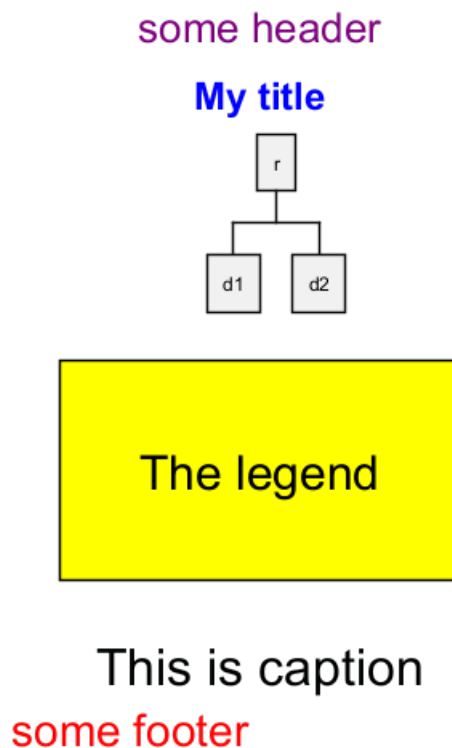 some header
My title
r
d1 d2
The legend
This is caption
some footer